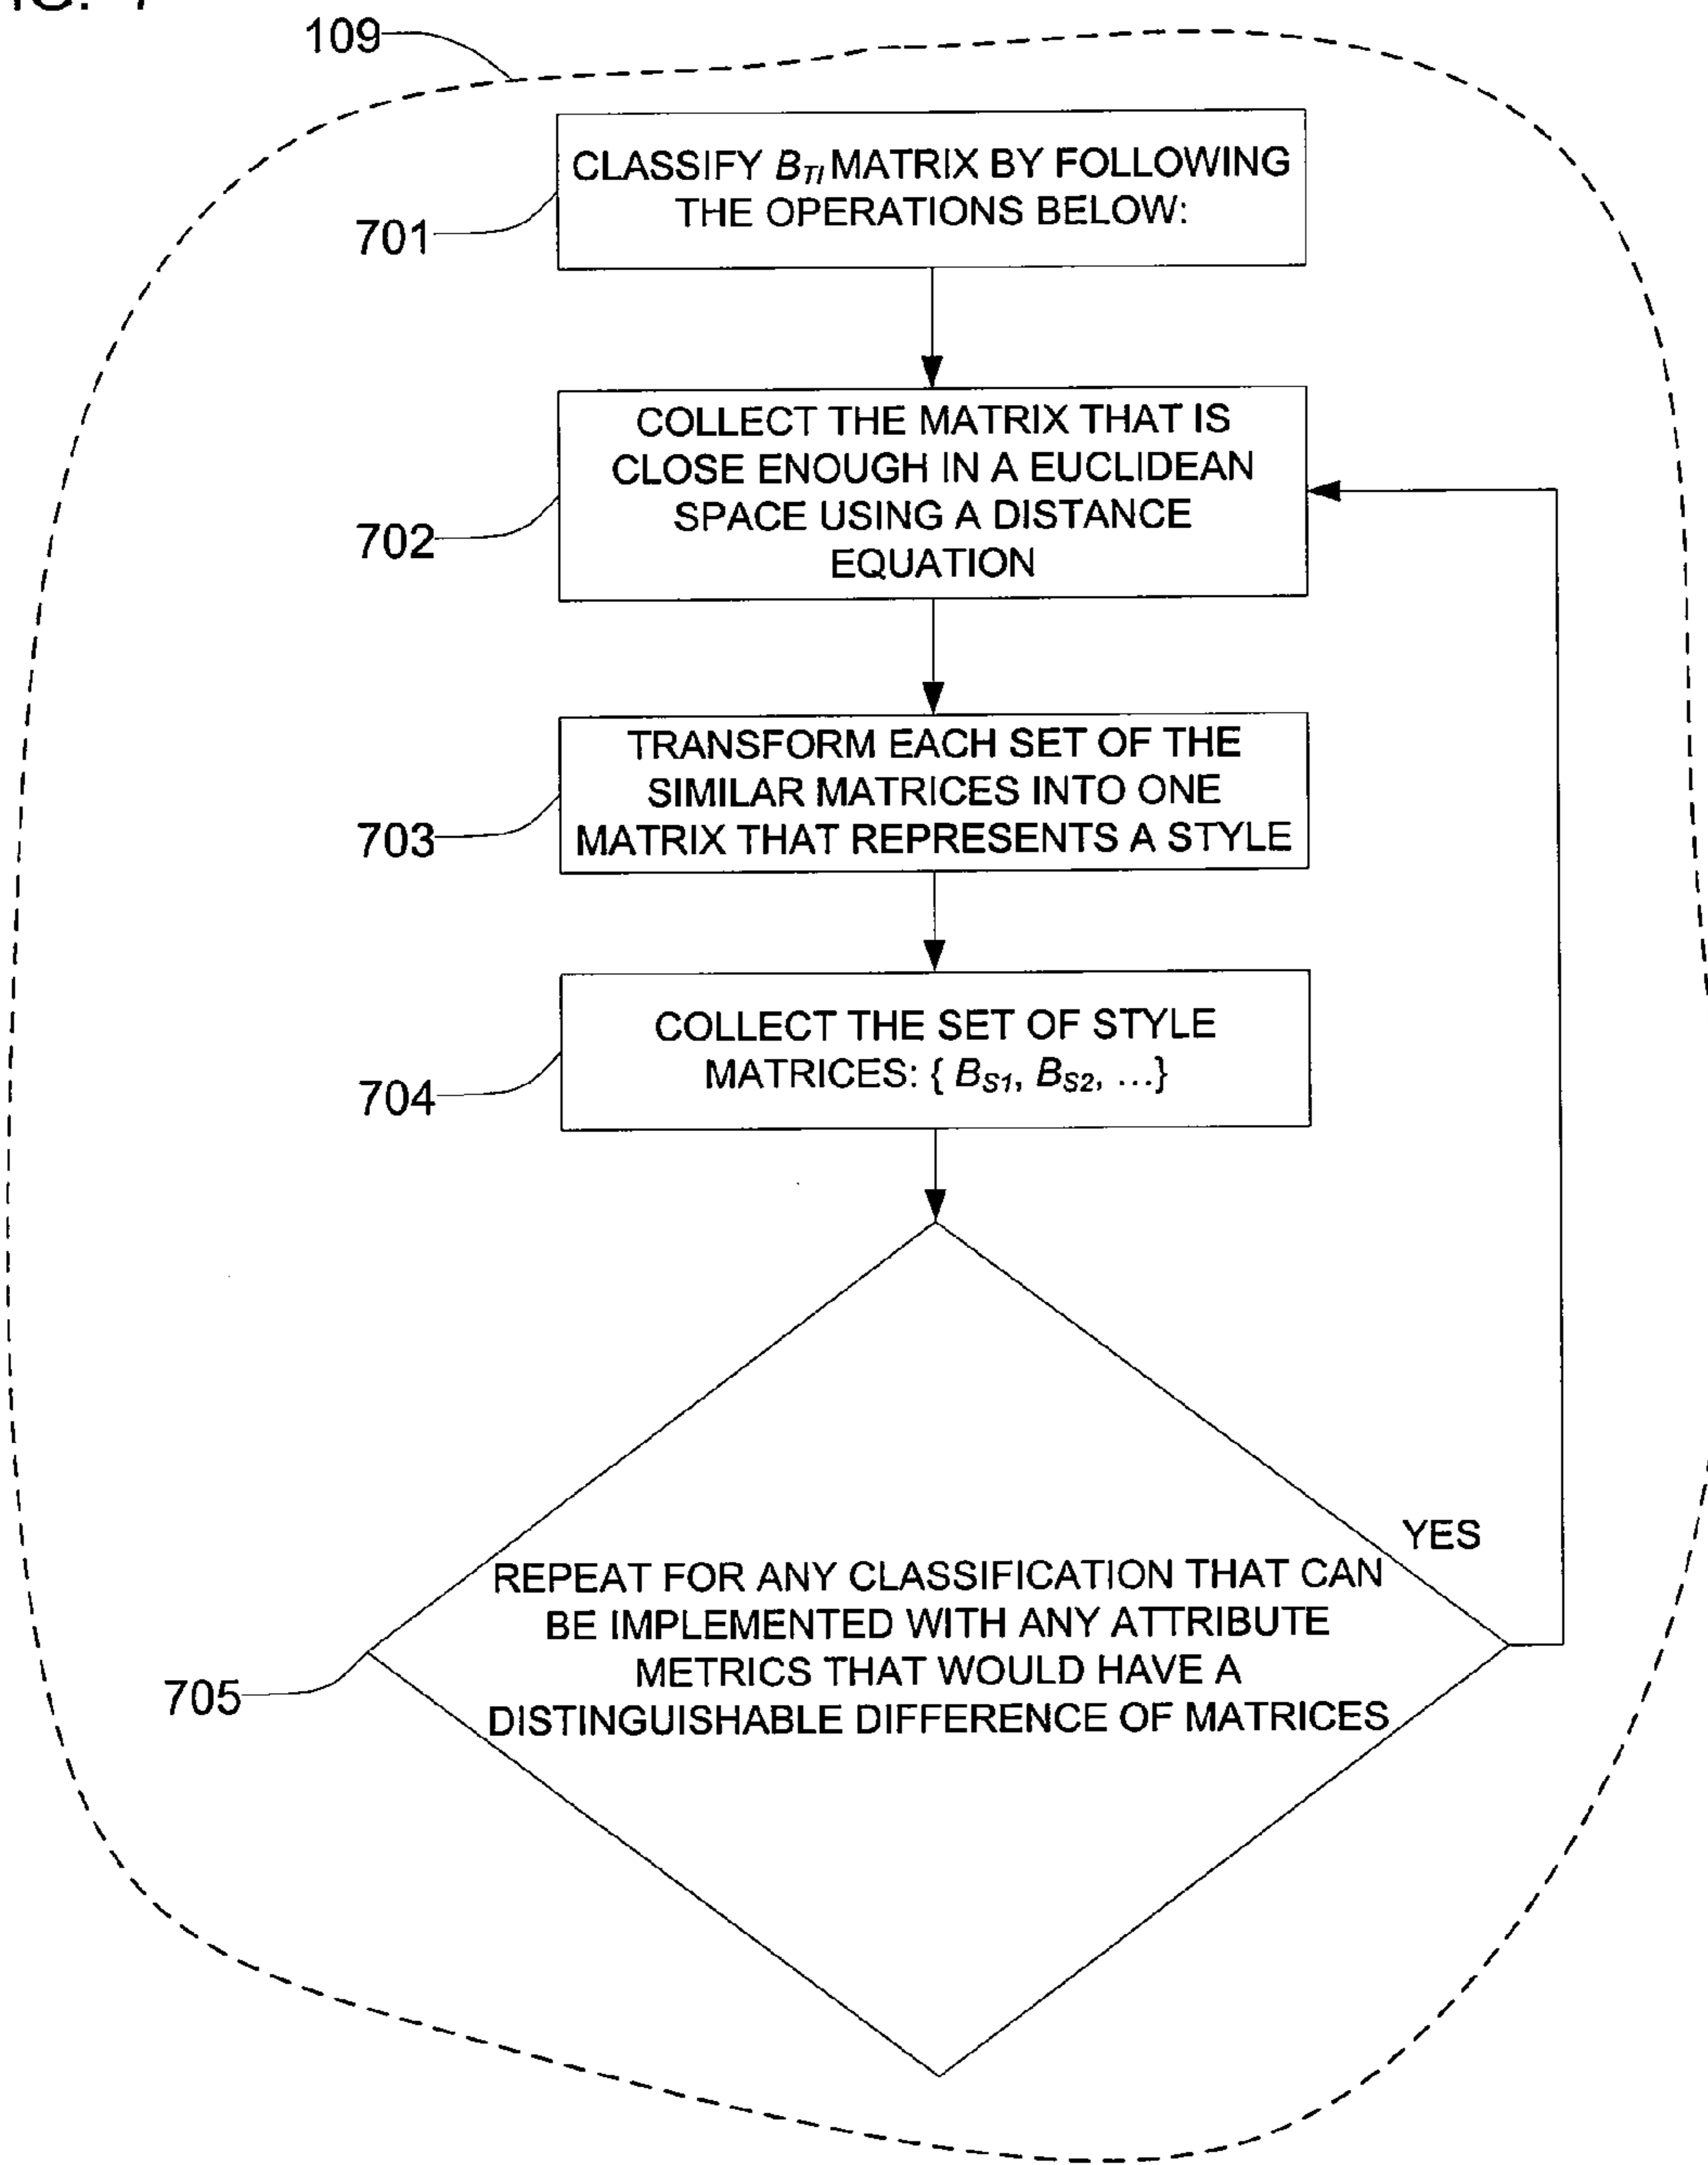 109
CLASSIFY BTI MATRIX BY FOLLOWING
THE OPERATIONS BELOW:
701
COLLECT THE MATRIX THAT IS
CLOSE ENOUGH IN A EUCLIDEAN
SPACE USING A DISTANCE
EQUATION
702
TRANSFORM EACH SET OF THE
SIMILAR MATRICES INTO ONE
MATRIX THAT REPRESENTS A STYLE
703
COLLECT THE SET OF STYLE
MATRICES: { BS1, BS2, ...}
704
YES
REPEAT FOR ANY CLASSIFICATION THAT CAN
BE IMPLEMENTED WITH ANY ATTRIBUTE
METRICS THAT WOULD HAVE A
DISTINGUISHABLE DIFFERENCE OF MATRICES
705